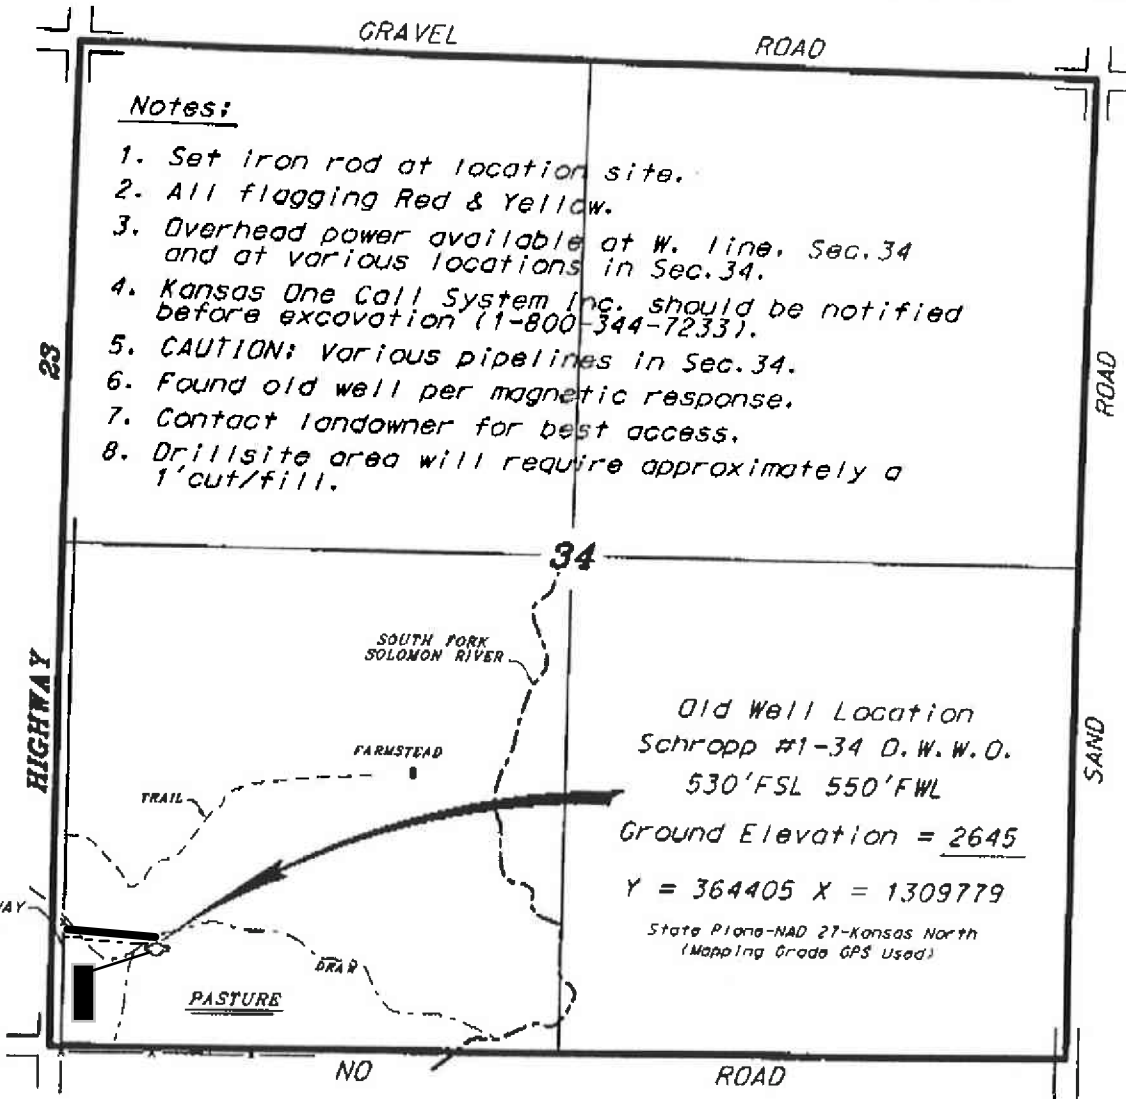 GRAVEL ROAD
Notes:
1. Set iron rod at location site.
2. All flagging Red & Yellow.
3. Overhead power available at W. line, Sec.34
and at various locations in Sec.34.
4. Kansas One Call System Inc. should be notified
before excavation (1-800-344-7233).
5. CAUTION: Various pipelines in Sec.34.
6. Found old well per magnetic response.
7. Contact landowner for best access.
8. Drillsite area will require approximately a
1'cut/fill.
23
ROAD
34
SOUTH FORK
SOLOMON RIVER
HIGHWAY
Old Well Location
Schropp #1-34 O.W.W.O.
530'FSL 550'FWL
SAND
FARMSTEAD
TRAIL
Ground Elevation = 2645
Y = 364405 X = 1309779
State Plane-NAD 27-Kansas North
(Mapping Grade GPS Used)
DRAW
PASTURE
NO ROAD